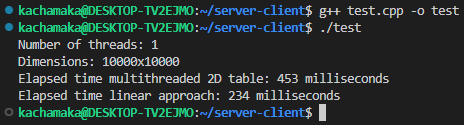 kachamaka@DESKTOP-TV2EJMO:~/server-client$ g++ test.cpp -o test
kachamaka@DESKTOP-TV2EJMO:~/server-client$ ./test
Number of threads: 1
Dimensions: 10000x10000
Elapsed time multithreaded 2D table: 453 milliseconds
Elapsed time linear approach: 234 milliseconds
kachamaka@DESKTOP-TV2EJMO:~/server-client$